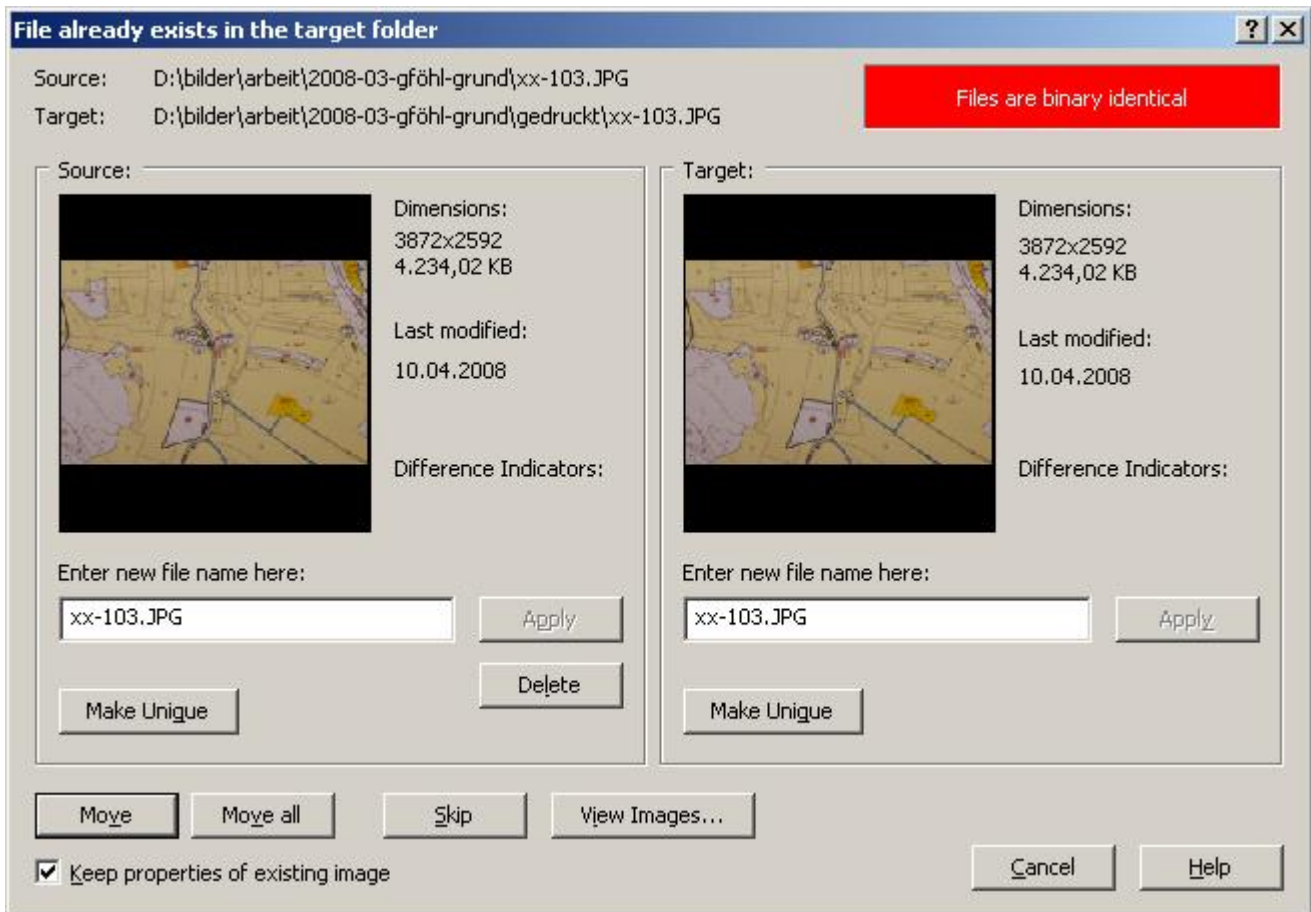 File already exists in the target folder
Source: D:\bilder\arbeit\2008-03-gföhl-grund\xx-103.JPG
Target: D:\bilder\arbeit\2008-03-gföhl-grund\gedruckt\xx-103.JPG
Files are binary identical
Source:
Dimensions:
3872x2592
4.234,02 KB
Last modified:
10.04.2008
Difference Indicators:
Enter new file name here:
xx-103.JPG
Apply
Delete
Make Unique
Target:
Dimensions:
3872x2592
4.234,02 KB
Last modified:
10.04.2008
Difference Indicators:
Enter new file name here:
xx-103.JPG
Apply
Make Unique
Move Move all Skip View Images...
Keep properties of existing image
Cancel Help